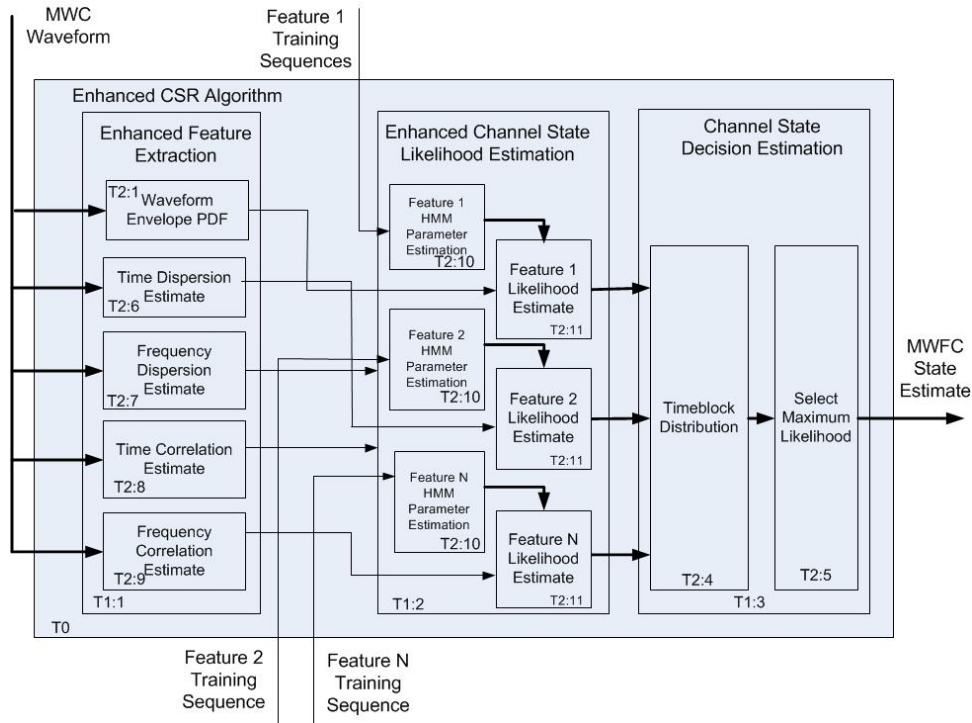 MWC
Waveform
Feature 1
Training
Sequences
Enhanced CSR Algorithm
Enhanced Feature
Extraction
T2:1
Waveform
Envelope PDF
Time Dispersion
Estimate
T2:6
Frequency
Dispersion
Estimate
T2:7
Time Correlation
Estimate
T2:8
Frequency
Correlation
Estimate
T2:9
T1:1
T0
Enhanced Channel State
Likelihood Estimation
Feature 1
HMM
Parameter
Estimation
T2:10
Feature 1
Likelihood
Estimate
T2:11
Feature 2
HMM
Parameter
Estimation
T2:10
Feature 2
Likelihood
Estimate
T2:11
Feature N
HMM
Parameter
Estimation
T2:10
Feature N
Likelihood
Estimate
T2:11
T1:2
Channel State
Decision Estimation
Timeblock
Distribution
T2:4
Select
Maximum
Likelihood
T2:5
T1:3
MWFC
State
Estimate
Feature 2
Training
Sequence
Feature N
Training
Sequence